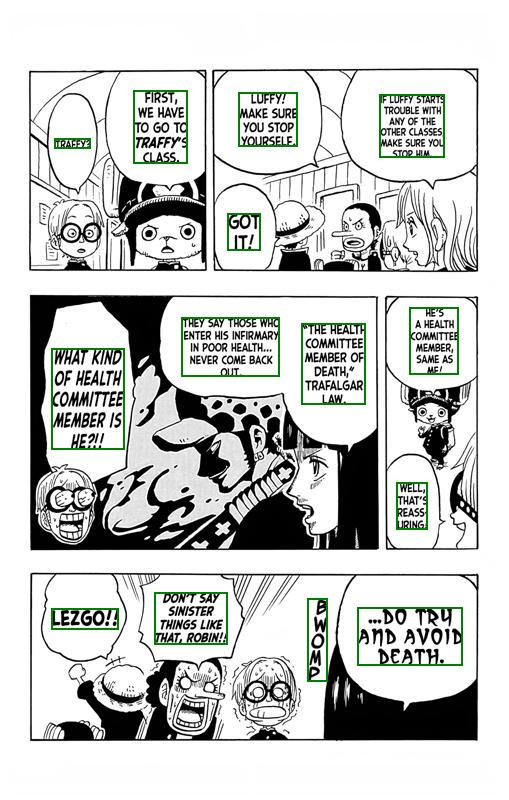 IF LUFFY STARTS
TROUBLE WITH
ANY OF THE
OTHER CLASSES
MAKE SURE YOU
STOP HIM.
LUFFY!
MAKE SURE
YOU STOP
YOURSELF.
GOT
IT!
FIRST,
WE HAVE
TO GO TO
TRAFFY'S
CLASS.
TRAFFY?
HE'S
A HEALTH
COMMITTEE
MEMBER,
SAME AS
ME!
WELL,
THAT'S
REASS-
URING.
"THE HEALTH
COMMITTEE
MEMBER OF
DEATH,"
TRAFALGAR
LAW.
THEY SAY THOSE WHO
ENTER HIS INFIRMARY
IN POOR HEALTH...
NEVER COME BACK
OUT.
WHAT KIND
OF HEALTH
COMMITTEE
MEMBER IS
HE?!!
...DO TRY
AND AVOID
DEATH.
BWOMP
DON'T SAY
SINISTER
THINGS LIKE
THAT, ROBIN!!
LEZGO!!